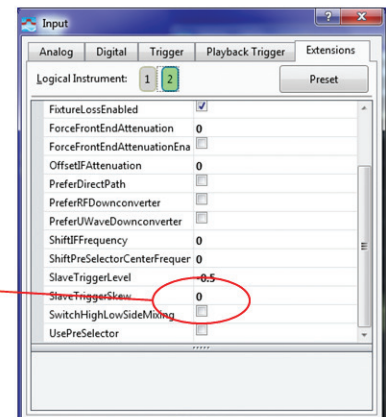 Input
Analog Digital Trigger Playback Trigger Extensions
Logical Instrument: 1 2 Preset
FixtureLossEnabled
ForceFrontEndAttenuation 0
ForceFrontEndAttenuationEna
OffsetIFAttenuation 0
PreferDirectPath
PreferRFDownconverter
PreferUWaveDownconverter
ShiftIFFrequency 0
ShiftPreSelectorCenterFrequer 0
SlaveTriggerLevel -0.5
SlaveTriggerSkew 0
SwitchHighLowSideMixing
UsePreSelector